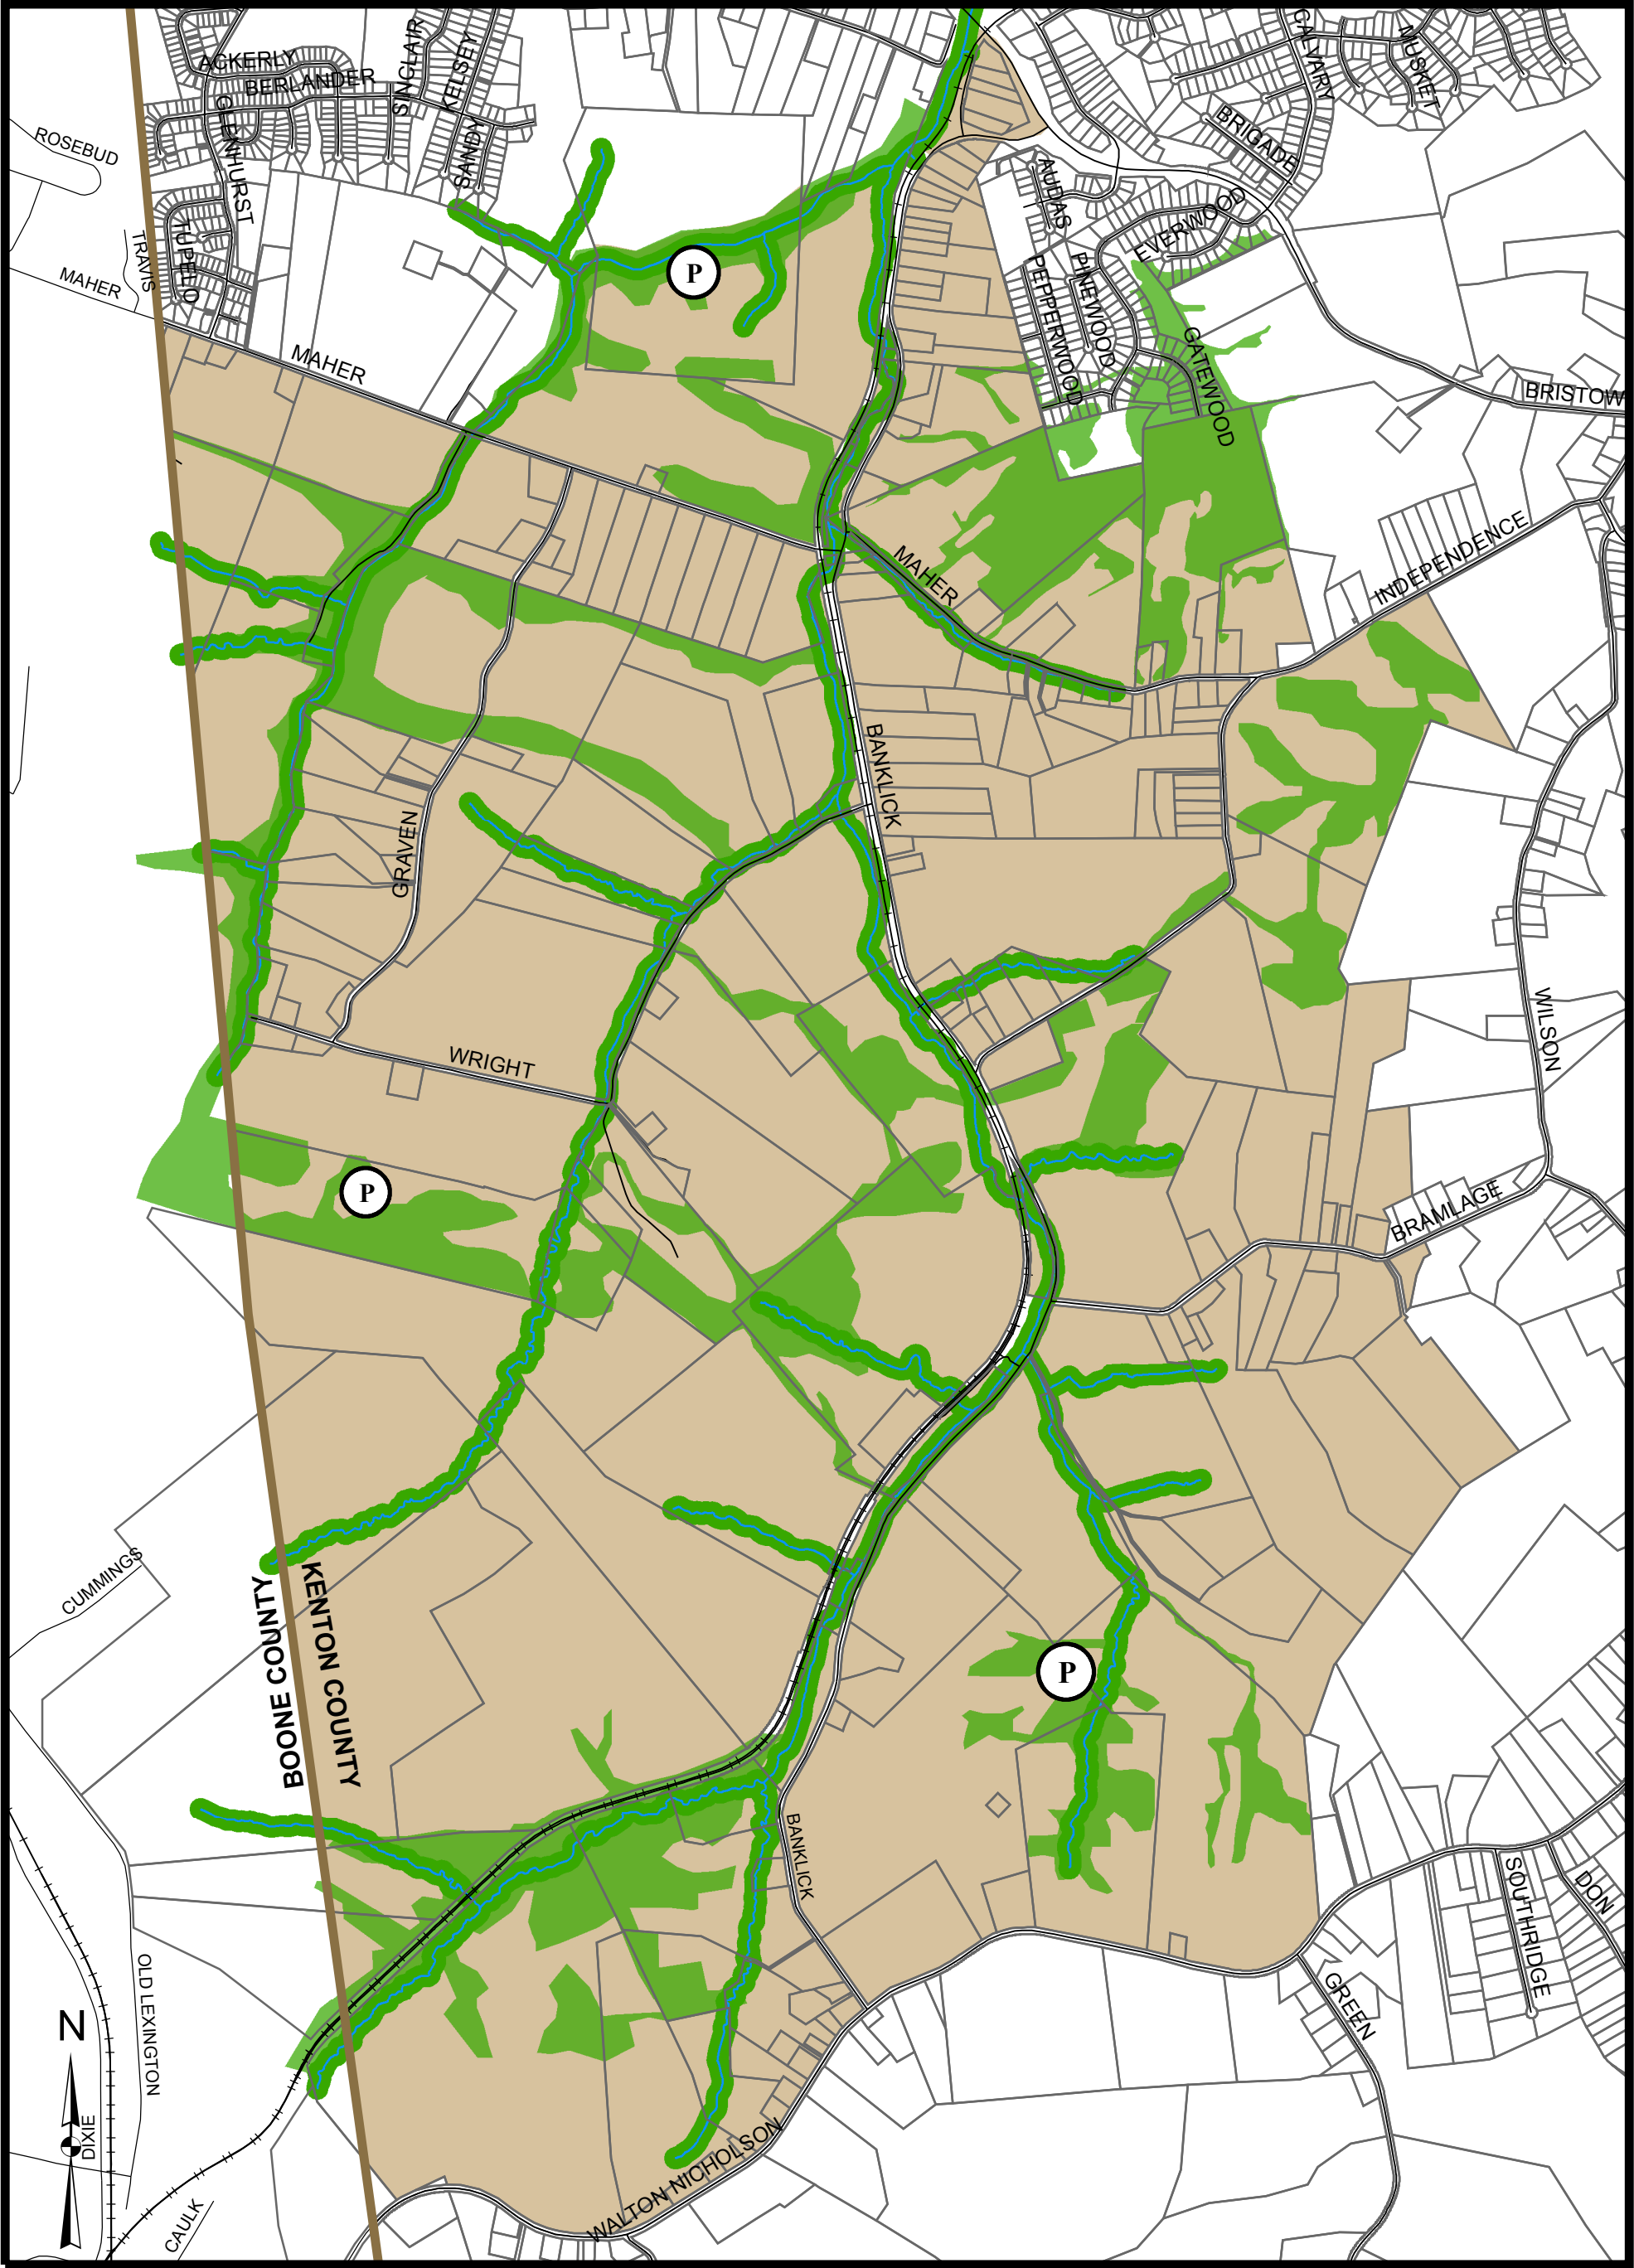 ACKERLY
BERLANDER
SINCLAIR
KELSEY
SANDY
GLENHURST
ROSEBUD
TUPELO
TRAVIS
MAHER
MAHER
CALVARY
MUSKET
BRIGADE
AUDAS
EVERWOOD
PEPPERWOOD
PINEWOOD
GATEWOOD
BRISTOW
P
MAHER
INDEPENDENCE
BANKLICK
GRAVEN
WILSON
WRIGHT
P
BRAMLAGE
CUMMINGS
BOONE COUNTY
KENTON COUNTY
P
BANKLICK
SOUTHRIDGE
DON
GREEN
OLD LEXINGTON
N
DIXIE
CAULK
WALTON NICHOLSON